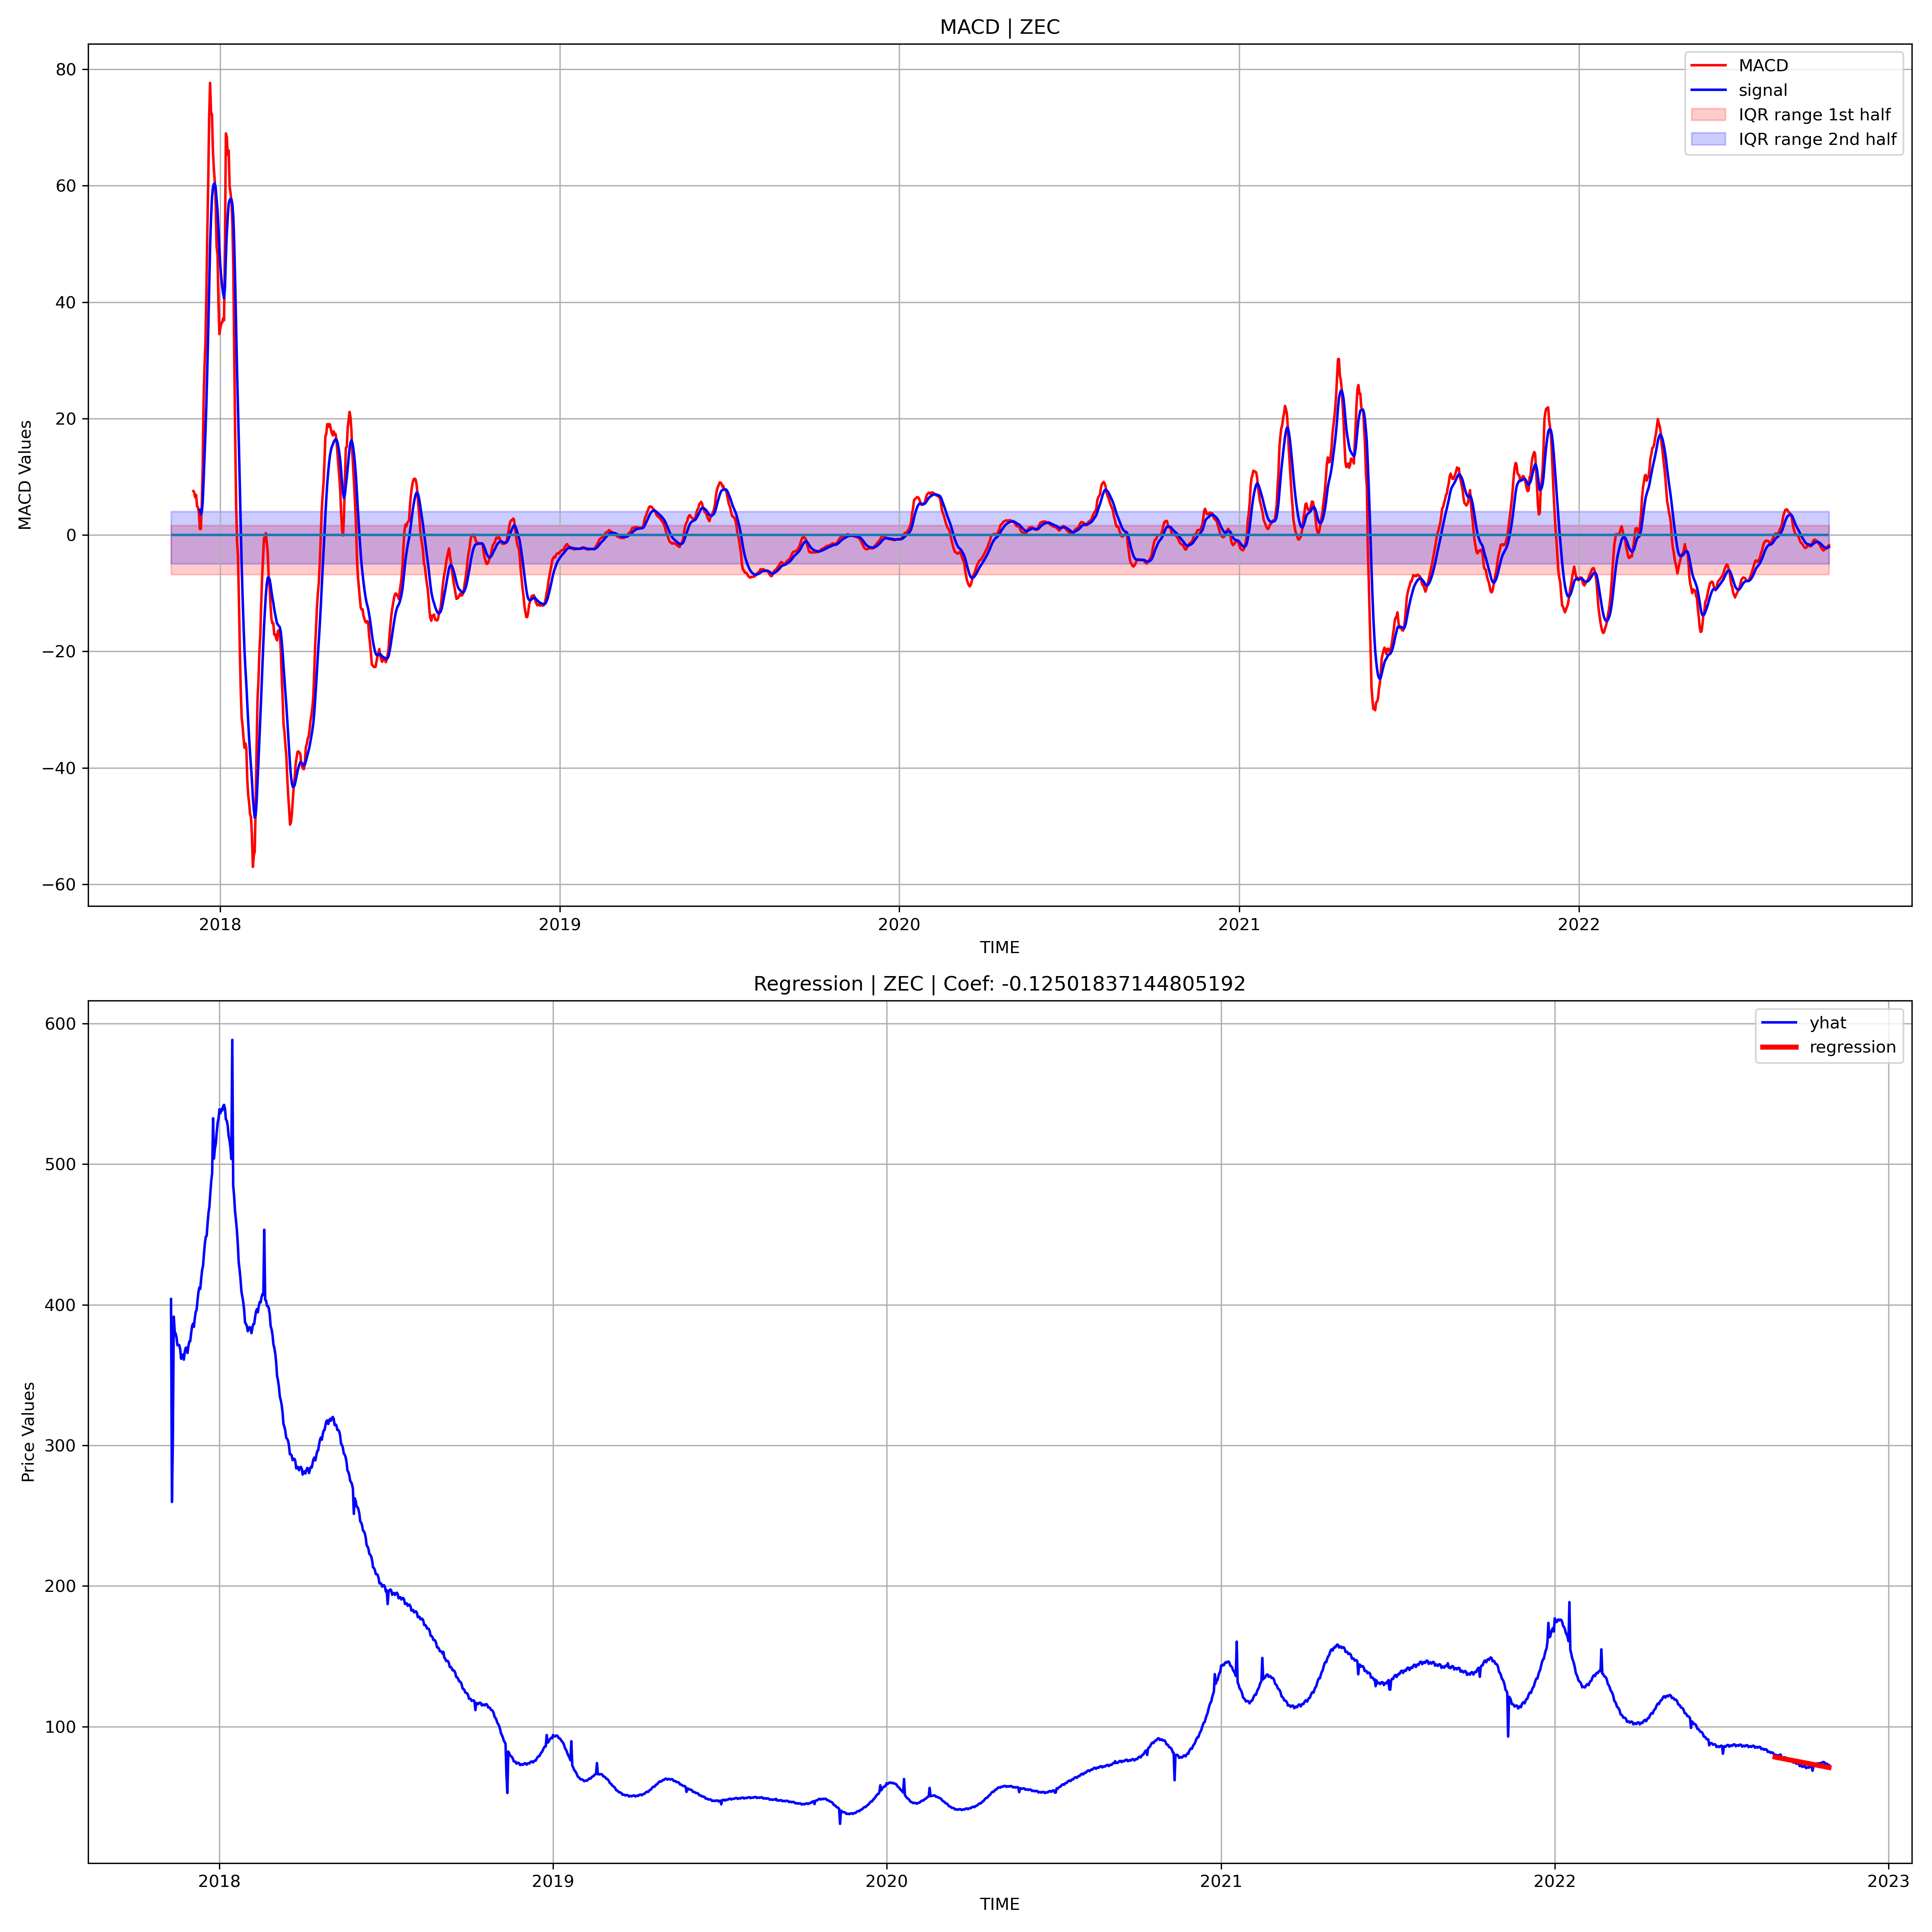 MACD | ZEC
MACD
signal
IQR range 1st half
IQR range 2nd half
MACD Values
80
60
40
20
0
−20
−40
−60
2018
2019
2020
2021
2022
TIME
Regression | ZEC | Coef: -0.12501837144805192
yhat
regression
Price Values
600
500
400
300
200
100
2018
2019
2020
2021
2022
2023
TIME